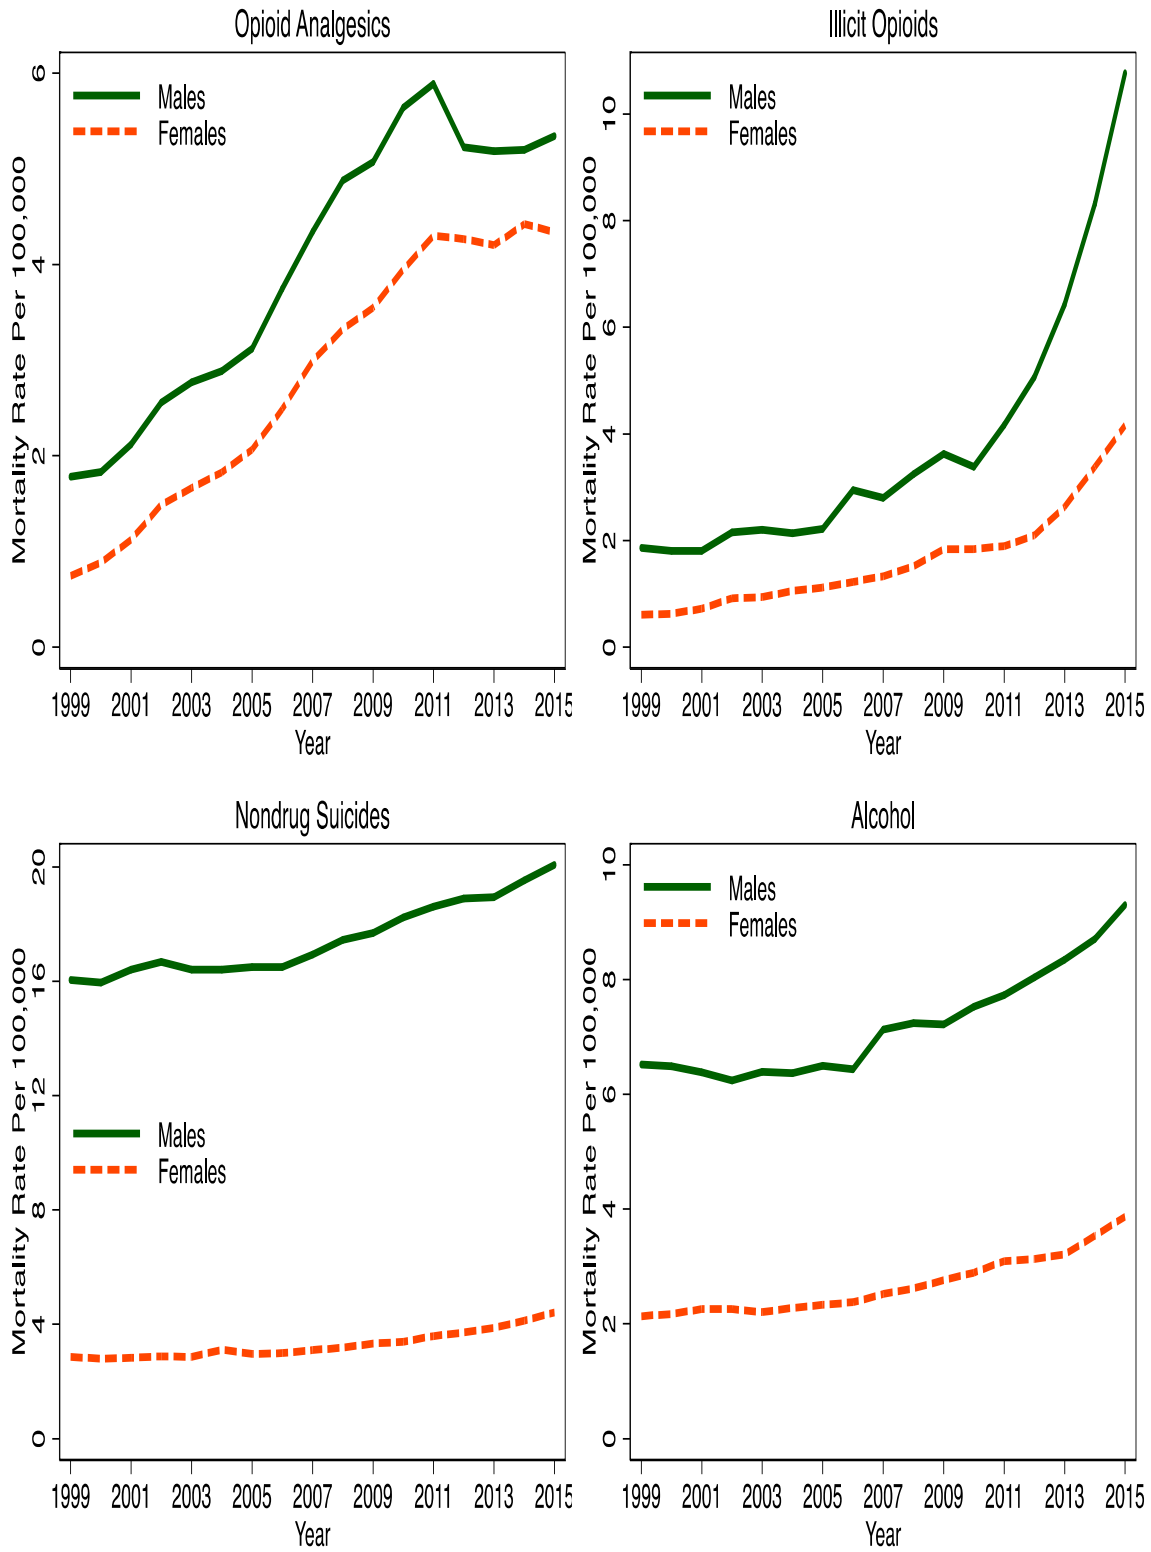 Opioid Analgesics
Mortality Rate Per 100,000
6
4
2
0
Males
Females
1999 2001 2003 2005 2007 2009 2011 2013 2015
Year
Illicit Opioids
Mortality Rate Per 100,000
10
8
6
4
2
0
Males
Females
1999 2001 2003 2005 2007 2009 2011 2013 2015
Year
Nondrug Suicides
Mortality Rate Per 100,000
20
16
12
8
4
0
Males
Females
1999 2001 2003 2005 2007 2009 2011 2013 2015
Year
Alcohol
Mortality Rate Per 100,000
10
8
6
4
2
0
Males
Females
1999 2001 2003 2005 2007 2009 2011 2013 2015
Year